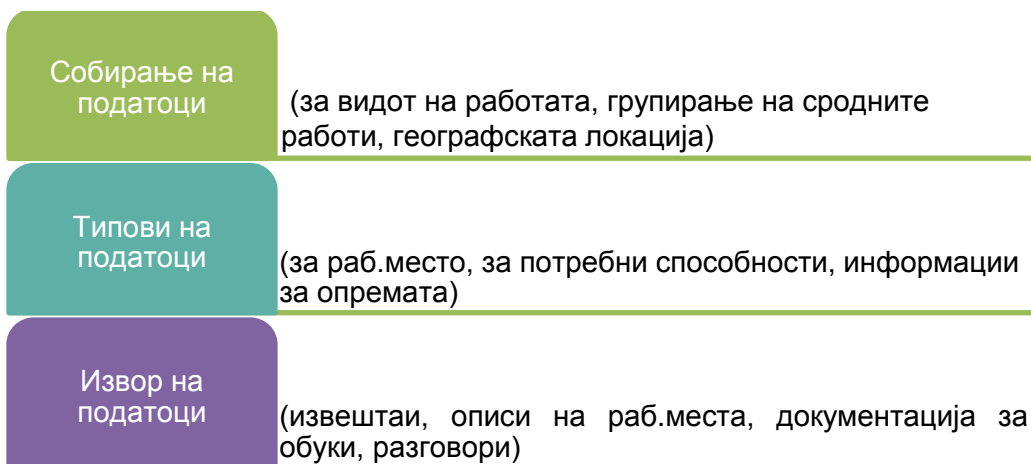 Собирање на
податоци
(за видот на работата, групирање на сродните
работи, географската локација)
Типови на
податоци
(за раб.место, за потребни способности, информации
за опремата)
Извор на
податоци
(извештаи, описи на раб.места, документација за
обуки, разговори)